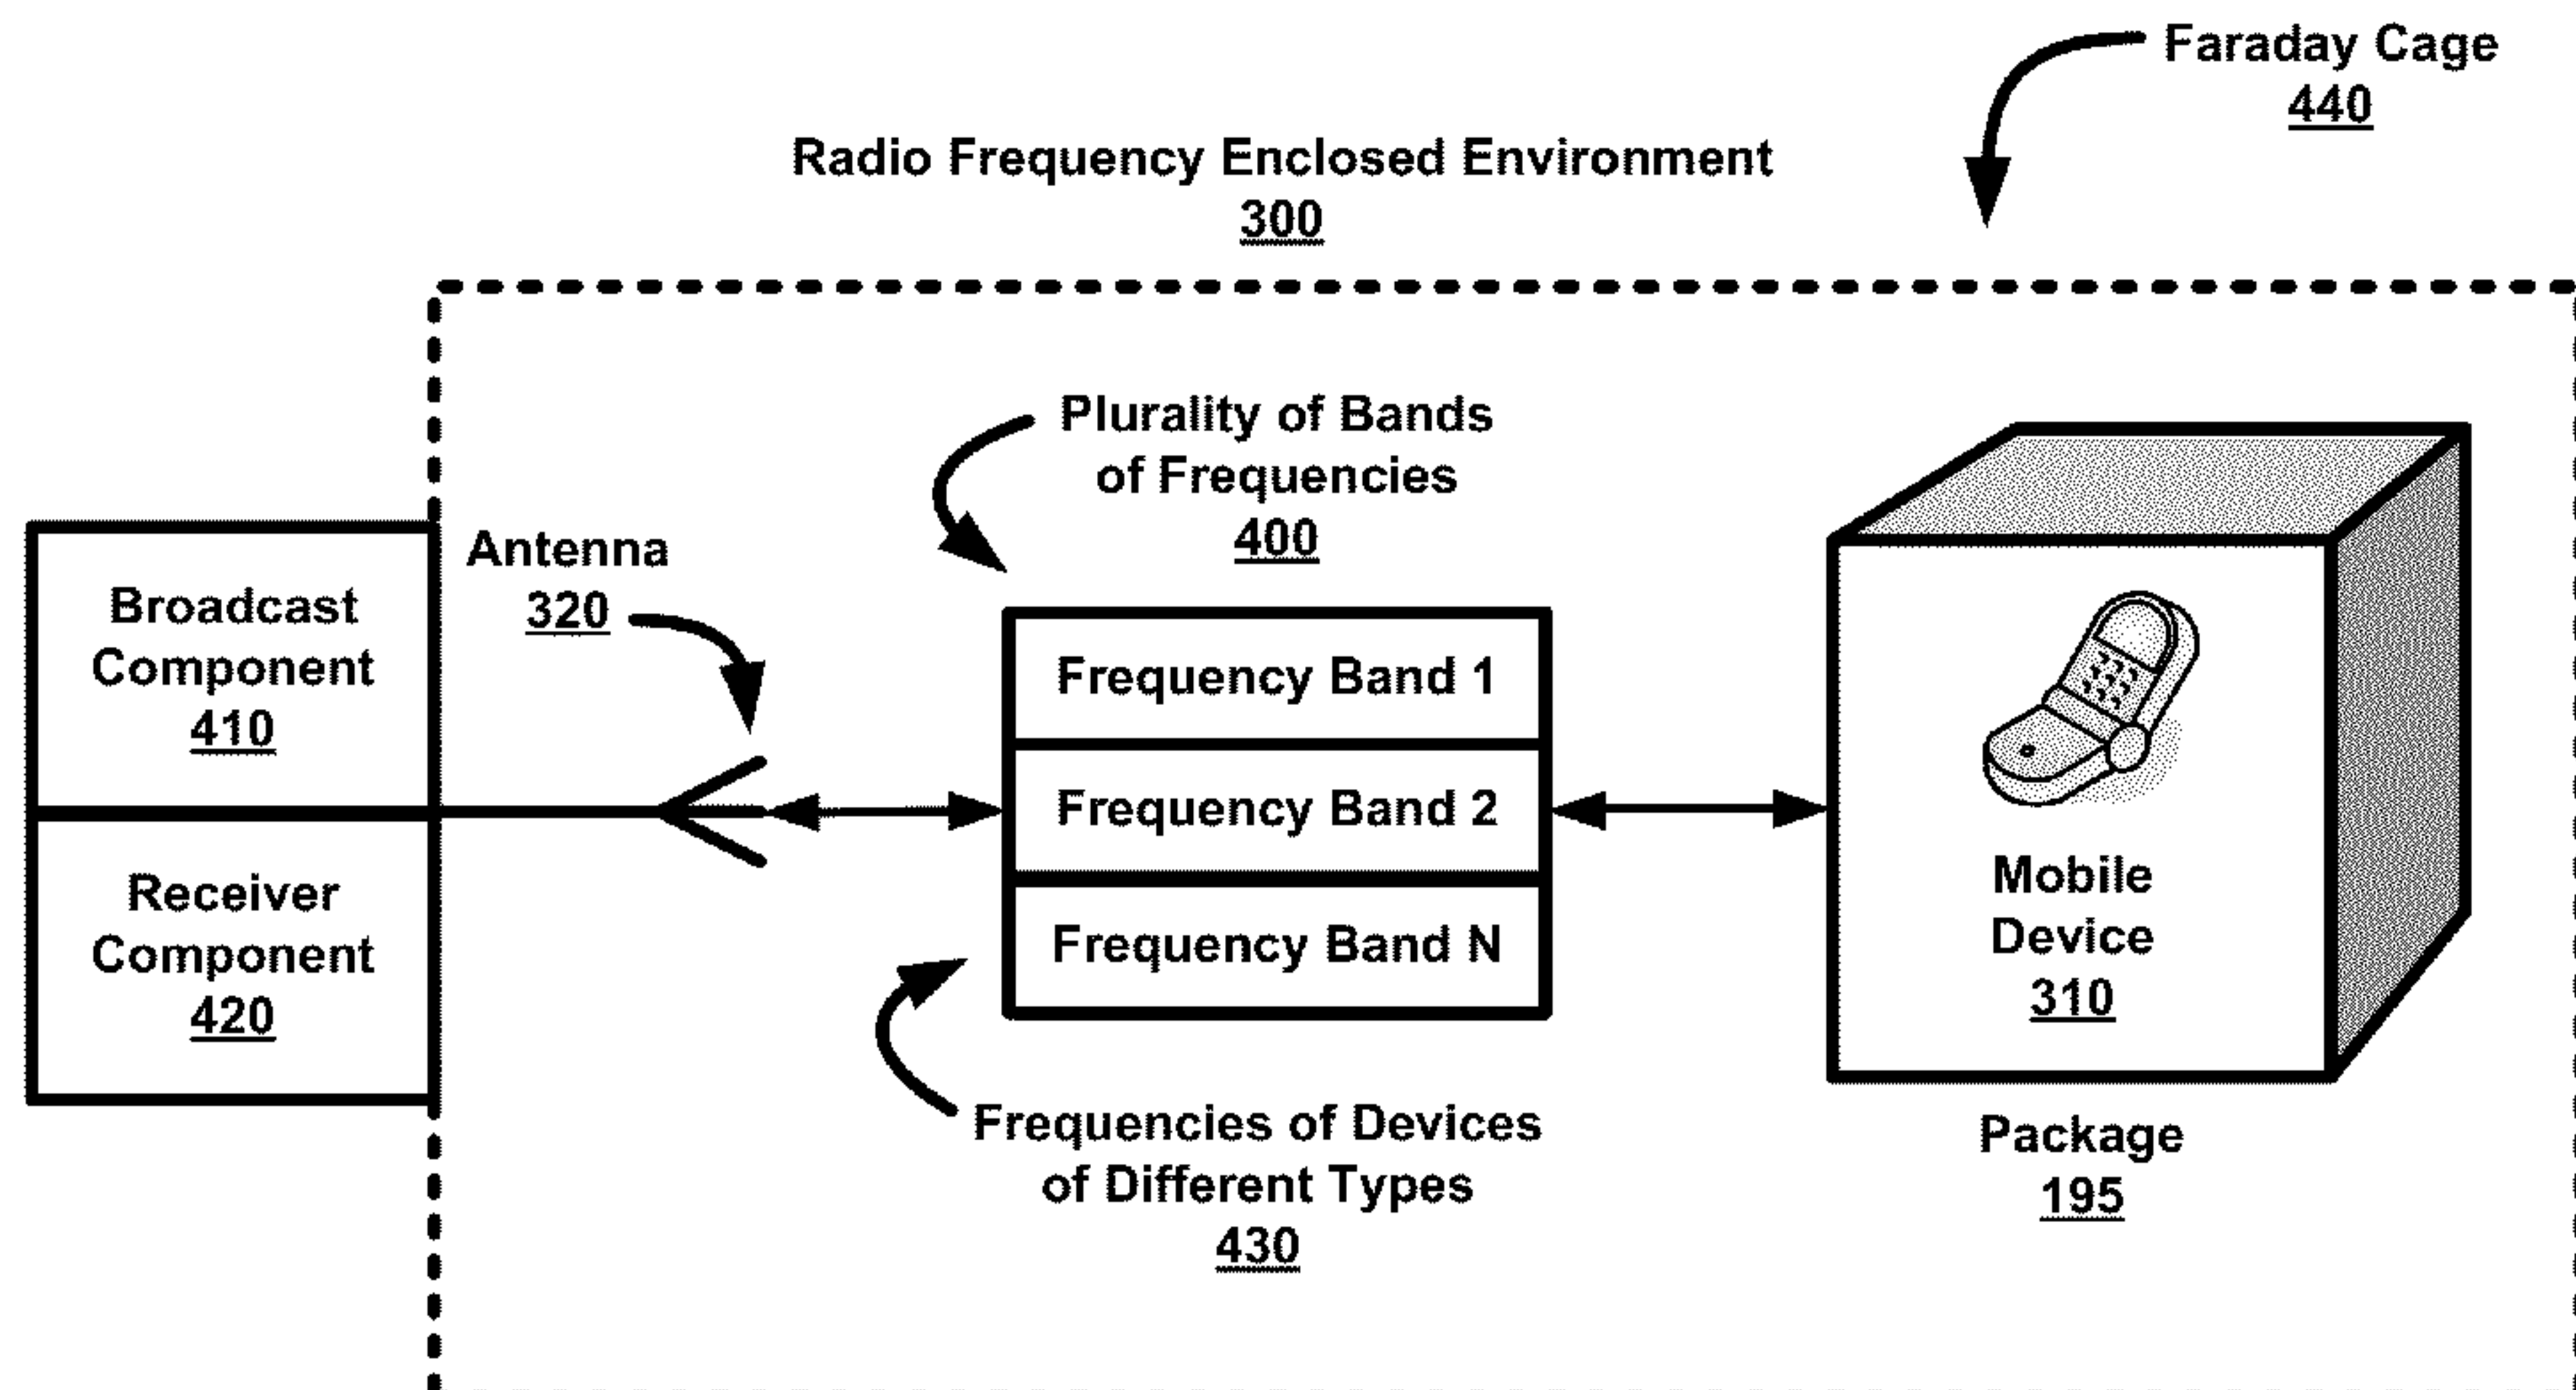 Faraday Cage
440
Radio Frequency Enclosed Environment
300
Plurality of Bands
of Frequencies
400
Antenna
320
Broadcast
Component
410
Receiver
Component
420
Frequency Band 1
Frequency Band 2
Frequency Band N
Frequencies of Devices
of Different Types
430
Mobile
Device
310
Package
195